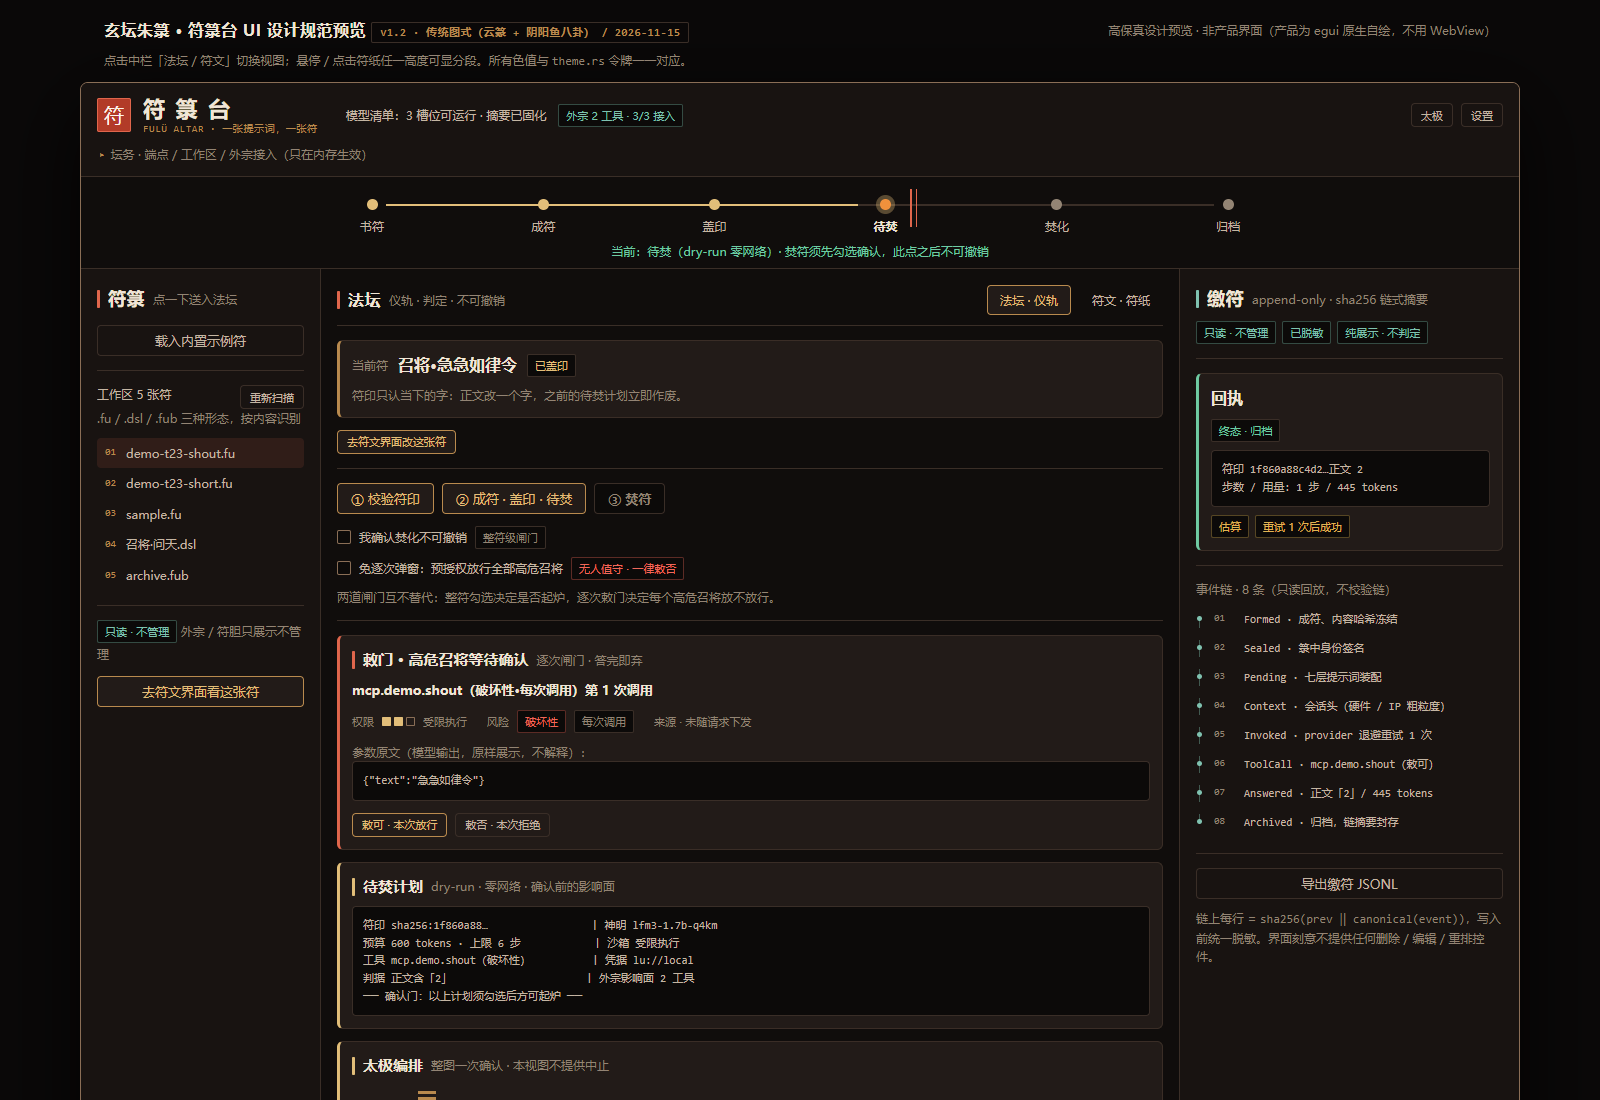 玄坛朱箓 • 符箓台 UI 设计规范预览 v1.2 · 传统图式 (云篆 + 阴阳鱼八卦) / 2026-11-15
高保真设计预览 · 非产品界面（产品为 egui 原生自绘，不用 WebView）
点击中栏「法坛 / 符文」切换视图；悬停 / 点击符纸任一高度可显分段。所有色值与 theme.rs 令牌一一对应。
符
符箓台
FULÙ ALTAR · 一张提示词，一张符
模型清单：3 槽位可运行 · 摘要已固化
外宗 2 工具 · 3/3 接入
太极
设置
▸ 坛务 · 端点 / 工作区 / 外宗接入（只在内存生效）
书符
成符
盖印
待焚
焚化
归档
当前：待焚（dry-run 零网络）· 焚符须先勾选确认，此点之后不可撤销
符箓 点一下送入法坛
载入内置示例符
工作区 5 张符
重新扫描
.fu / .dsl / .fub 三种形态，按内容识别
01 demo-t23-shout.fu
02 demo-t23-short.fu
03 sample.fu
04 召将·问天.dsl
05 archive.fub
只读 · 不管理 外宗 / 符胆只展示不管
理
去符文界面看这张符
法坛 仪轨 · 判定 · 不可撤销
法坛 · 仪轨
符文 · 符纸
当前符 召将•急急如律令 已盖印
符印只认当下的字：正文改一个字，之前的待焚计划立即作废。
去符文界面改这张符
① 校验符印
② 成符 · 盖印 · 待焚
③ 焚符
我确认焚化不可撤销 整符级闸门
免逐次弹窗：预授权放行全部高危召将 无人值守 · 一律敕否
两道闸门互不替代：整符勾选决定是否起炉，逐次敕门决定每个高危召将放不放行。
敕门 • 高危召将等待确认 逐次闸门 · 答完即弃
mcp.demo.shout（破坏性•每次调用）第 1 次调用
权限 受限执行 风险 破坏性 每次调用 来源 · 未随请求下发
参数原文（模型输出，原样展示，不解释）：
{"text":"急急如律令"}
敕可 · 本次放行
敕否 · 本次拒绝
待焚计划 dry-run · 零网络 · 确认前的影响面
符印 sha256:1f860a88… | 神明 lfm3-1.7b-q4km
预算 600 tokens · 上限 6 步 | 沙箱 受限执行
工具 mcp.demo.shout（破坏性） | 凭据 lu://local
判据 正文含「2」 | 外宗影响面 2 工具
── 确认门：以上计划须勾选后方可起炉 ──
太极编排 整图一次确认 · 本视图不提供中止
缴符 append-only · sha256 链式摘要
只读 · 不管理
已脱敏
纯展示 · 不判定
回执
终态 · 归档
符印 1f860a88c4d2…正文 2
步数 / 用量: 1 步 / 445 tokens
估算
重试 1 次后成功
事件链 · 8 条（只读回放，不校验链）
01 Formed · 成符、内容哈希冻结
02 Sealed · 箓中身份签名
03 Pending · 七层提示词装配
04 Context · 会话头（硬件 / IP 粗粒度）
05 Invoked · provider 退避重试 1 次
06 ToolCall · mcp.demo.shout（敕可）
07 Answered · 正文「2」/ 445 tokens
08 Archived · 归档，链摘要封存
导出缴符 JSONL
链上每行 = sha256(prev || canonical(event))，写入
前统一脱敏。界面刻意不提供任何删除 / 编辑 / 重排控
件。